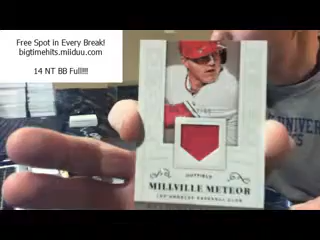 Free Spot in Every Break!
bigtimehits.miiduu.com
14 NT BB Full!!!
OUTFIELD
MILLVILLE METEOR
LOS ANGELES BASEBALL CLUB
UNIVERS